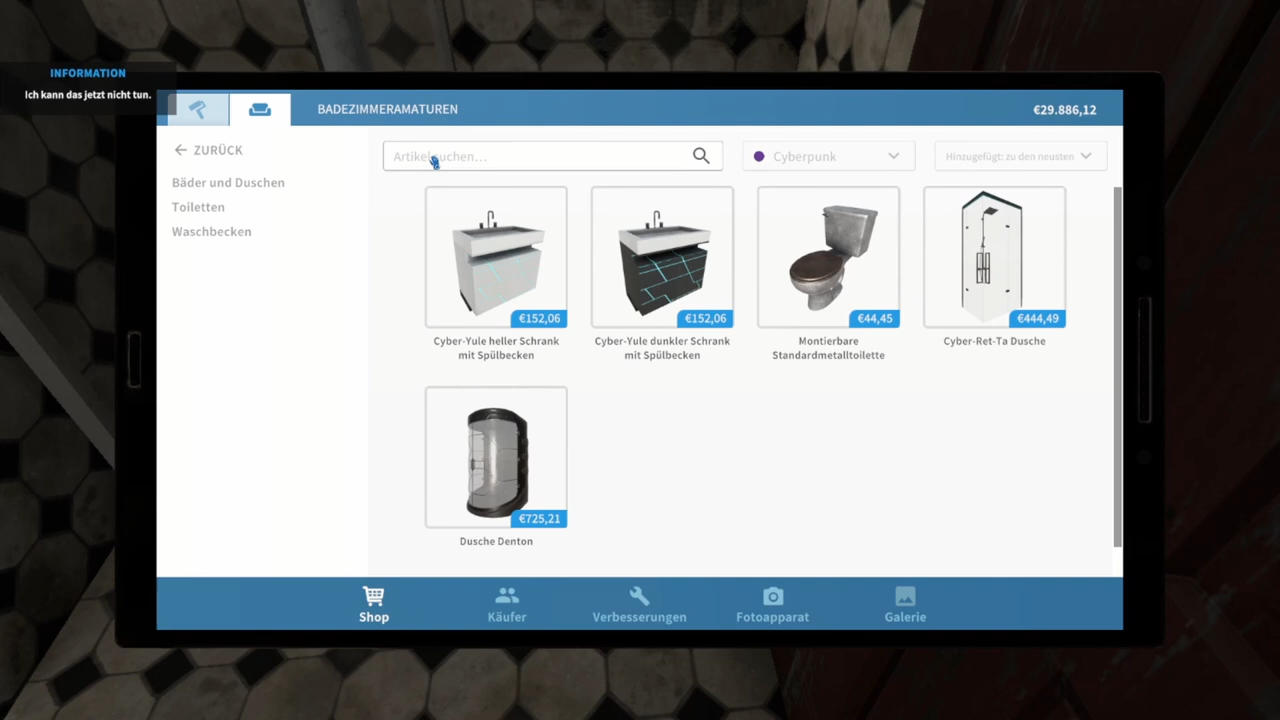 INFORMATION
Ich kann das jetzt nicht tun.
BADEZIMMERAMATUREN
€29.886,12
ZURÜCK
Bäder und Duschen
Toiletten
Waschbecken
Artikel suchen...
Cyberpunk
Hinzugefügt: zu den neusten
€152,06
€152,06
€44,45
€444,49
Cyber-Yule heller Schrank
mit Spülbecken
Cyber-Yule dunkler Schrank
mit Spülbecken
Montierbare
Standardmetalltoilette
Cyber-Ret-Ta Dusche
€725,21
Dusche Denton
Shop
Käufer
Verbesserungen
Fotoapparat
Galerie